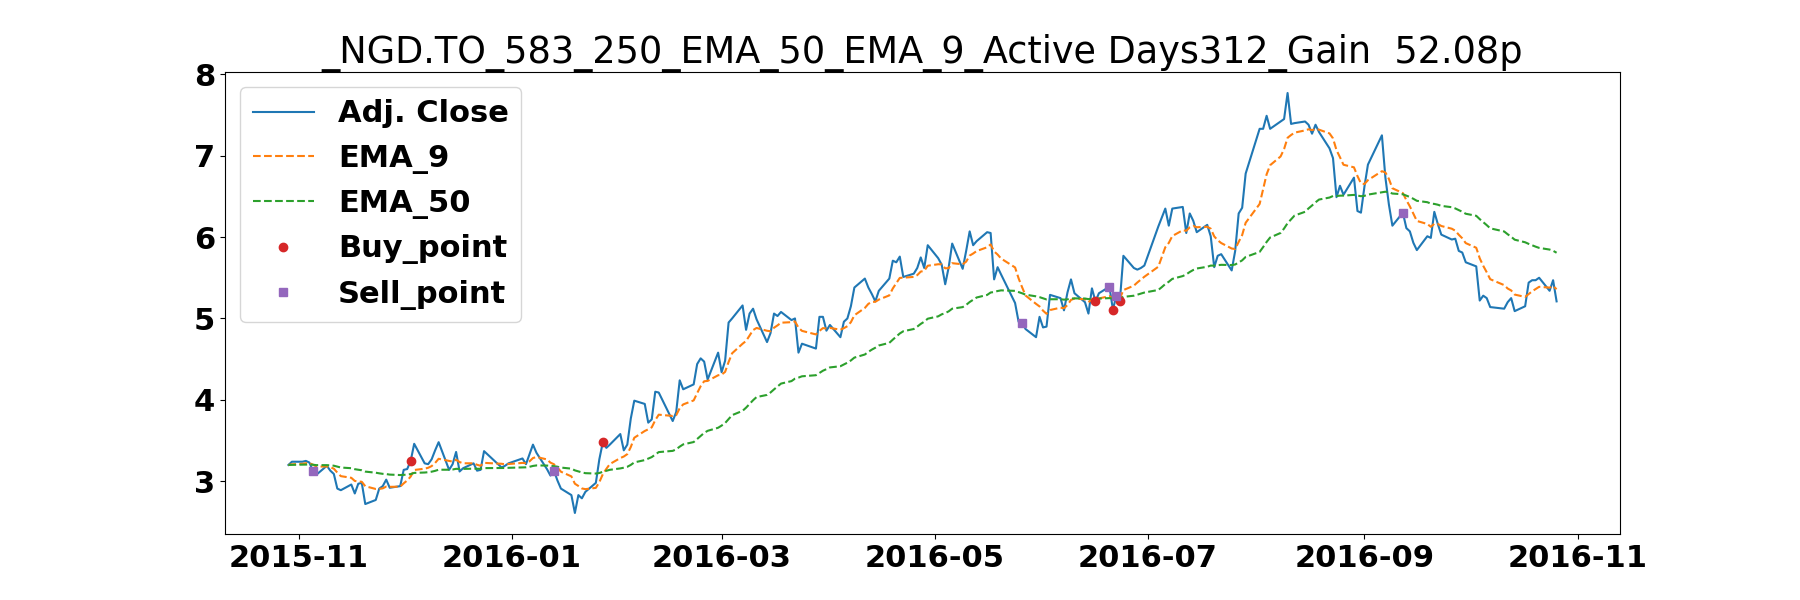 _NGD.TO_583_250_EMA_50_EMA_9_Active Days312_Gain  52.08p
8
7
6
5
4
3
Adj. Close
EMA_9
EMA_50
Buy_point
Sell_point
2015-11 2016-01 2016-03 2016-05 2016-07 2016-09 2016-11